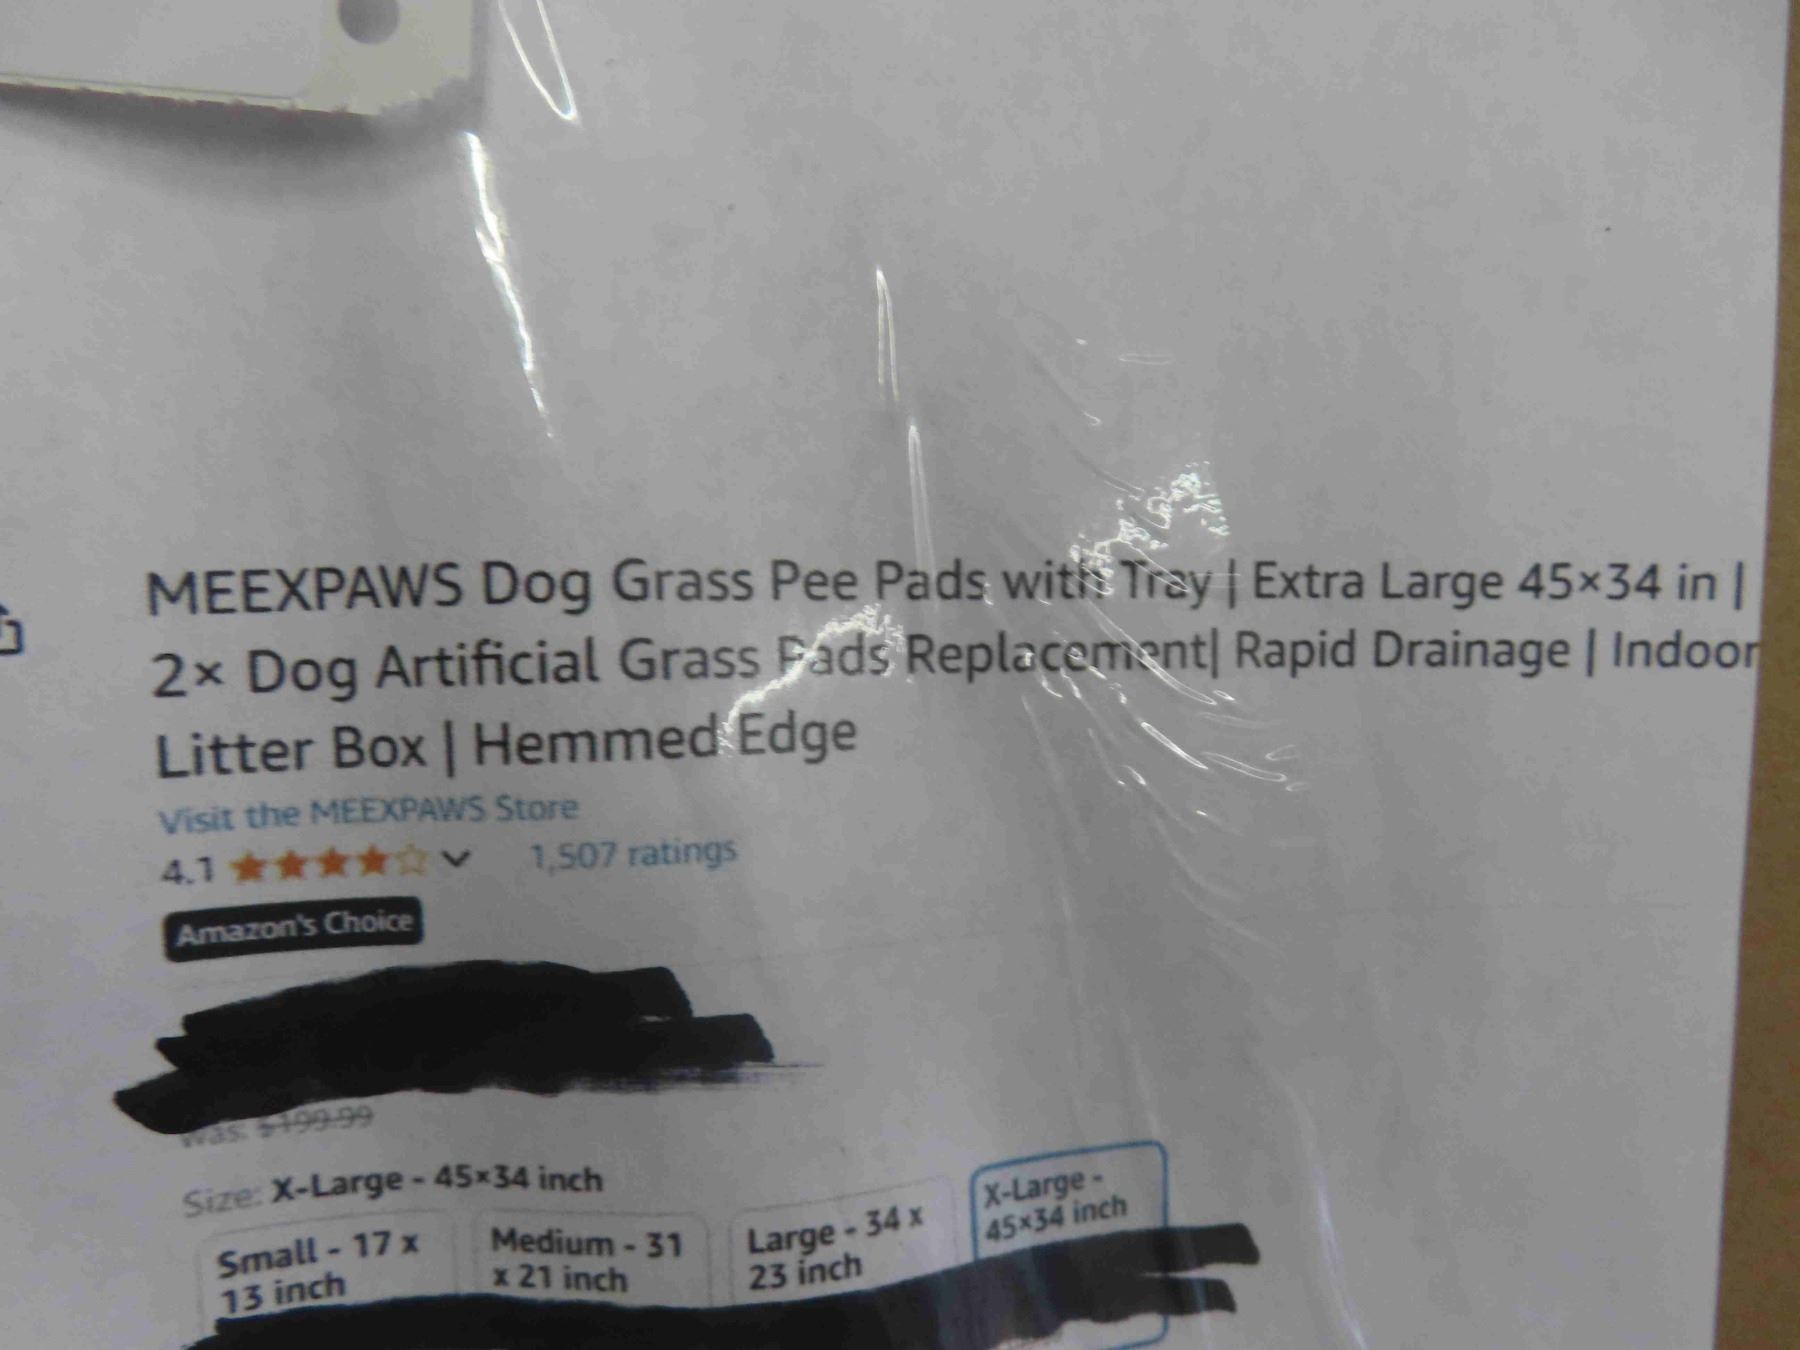 MEEXPAWS Dog Grass Pee Pads with Tray | Extra Large 45×34 in |
2× Dog Artificial Grass Pads Replacement| Rapid Drainage | Indoor
Litter Box | Hemmed Edge
Visit the MEEXPAWS Store
4.1 1,507 ratings
Amazon's Choice
Was: $199.99
Size: X-Large - 45×34 inch
Small - 17 x
13 inch
Medium - 31
x 21 inch
Large - 34 x
23 inch
X-Large -
45×34 inch